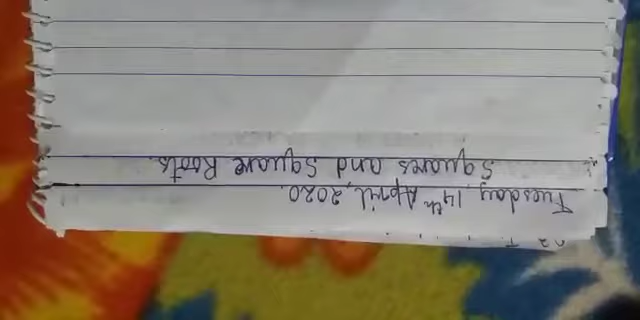 Tuesday, 14th April, 2020.
Squares and Square Roots.